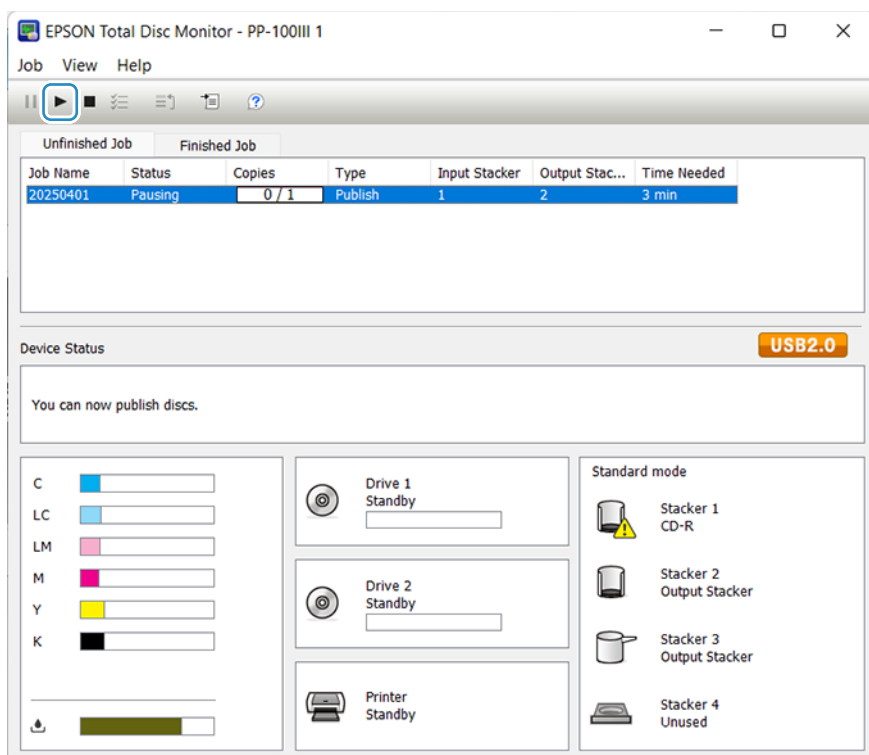 EPSON Total Disc Monitor - PP-100III 1
Job View Help
Unfinished Job Finished Job
Job Name Status Copies Type Input Stacker Output Stac... Time Needed
20250401 Pausing 0 / 1 Publish 1 2 3 min
Device Status USB2.0
You can now publish discs.
C
LC
LM
M
Y
K
Drive 1
Standby
Drive 2
Standby
Printer
Standby
Standard mode
Stacker 1
CD-R
Stacker 2
Output Stacker
Stacker 3
Output Stacker
Stacker 4
Unused